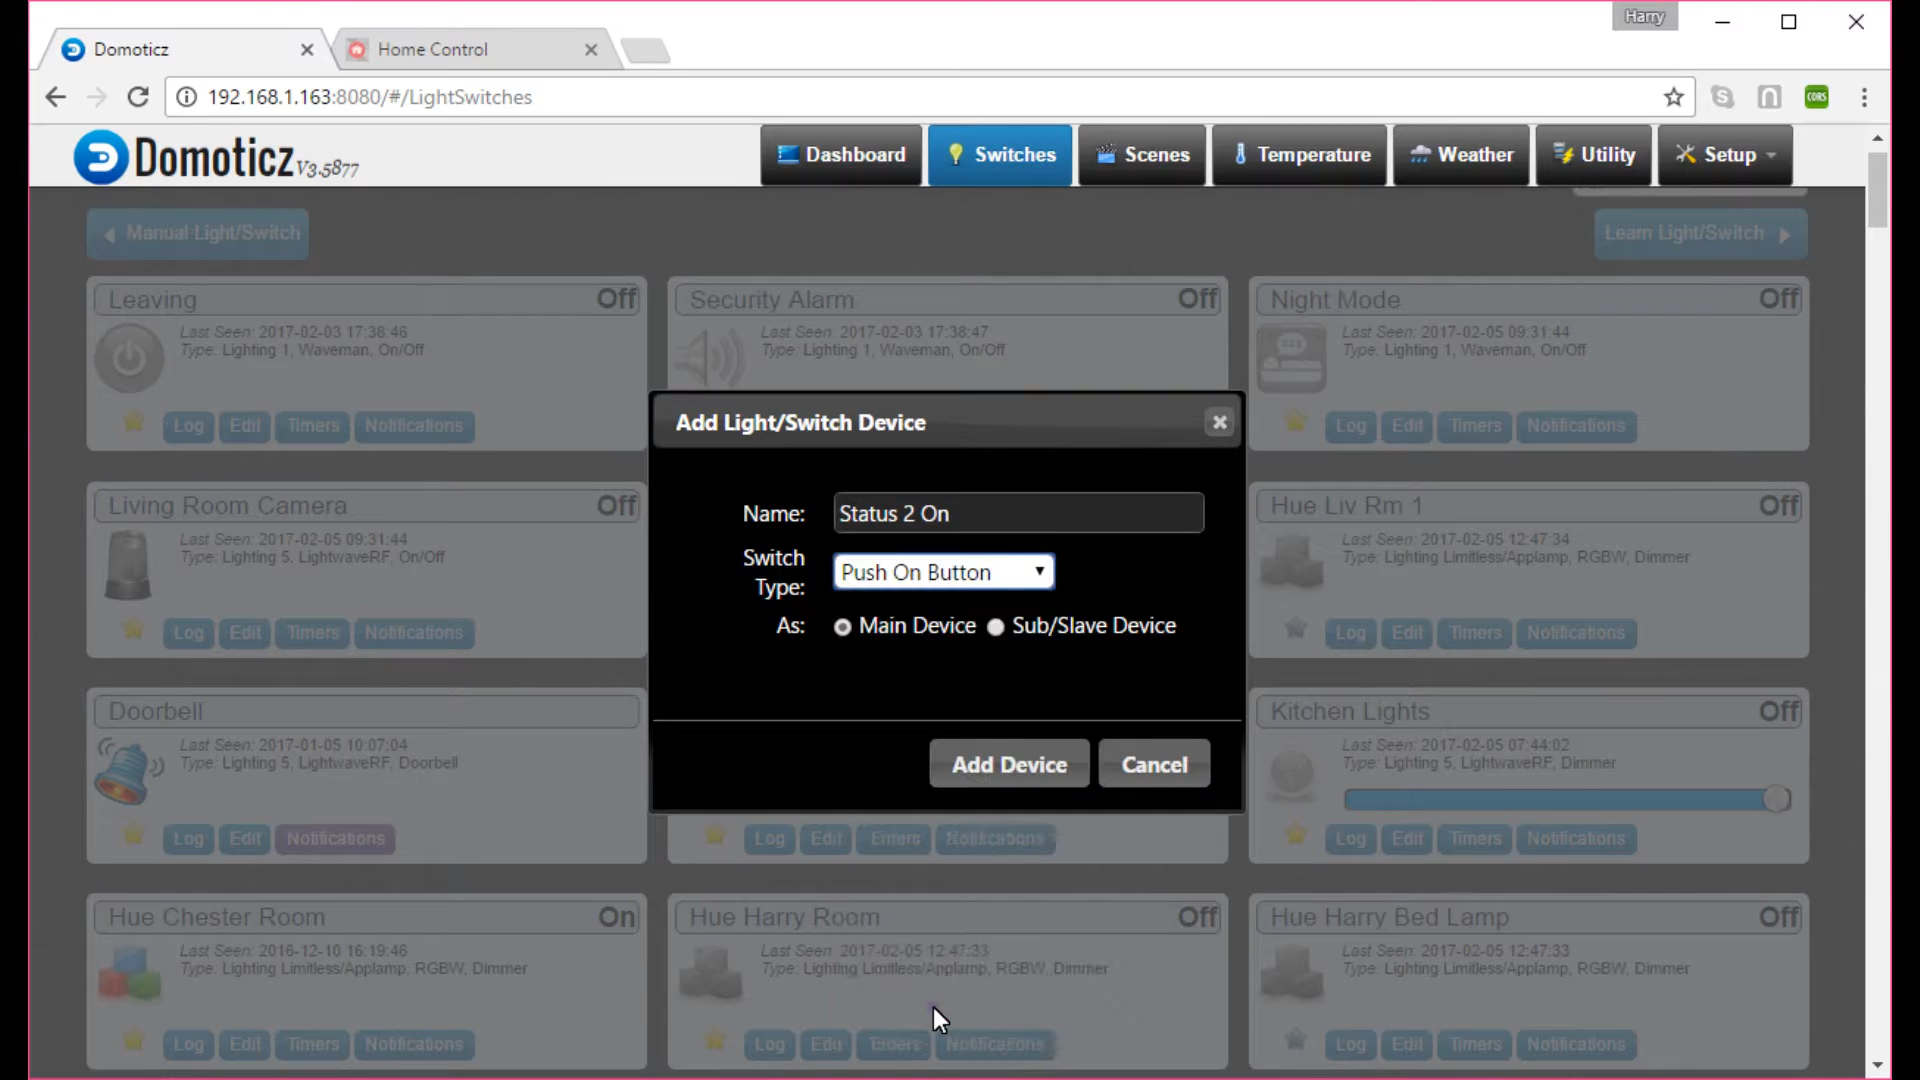 Harry
Domoticz
Home Control
192.168.1.163:8080/#/LightSwitches
CORS
Domoticz V3.5877
Dashboard
Switches
Scenes
Temperature
Weather
Utility
Setup
Manual Light/Switch
Learn Light/Switch
Leaving Off
Last Seen: 2017-02-03 17:38:46
Type: Lighting 1, Waveman, On/Off
Log Edit Timers Notifications
Security Alarm Off
Last Seen: 2017-02-03 17:38:47
Type: Lighting 1, Waveman, On/Off
Night Mode Off
Last Seen: 2017-02-05 09:31:44
Type: Lighting 1, Waveman, On/Off
Log Edit Timers Notifications
Add Light/Switch Device
Name: Status 2 On
Switch
Type: Push On Button
As: Main Device Sub/Slave Device
Add Device Cancel
Living Room Camera Off
Last Seen: 2017-02-05 09:31:44
Type: Lighting 5, LightwaveRF, On/Off
Log Edit Timers Notifications
Hue Liv Rm 1 Off
Last Seen: 2017-02-05 12:47:34
Type: Lighting Limitless/Applamp, RGBW, Dimmer
Log Edit Timers Notifications
Doorbell
Last Seen: 2017-01-05 10:07:04
Type: Lighting 5, LightwaveRF, Doorbell
Log Edit Notifications
Log Edit Timers Notifications
Kitchen Lights Off
Last Seen: 2017-02-05 07:44:02
Type: Lighting 5, LightwaveRF, Dimmer
Log Edit Timers Notifications
Hue Chester Room On
Last Seen: 2016-12-10 16:19:46
Type: Lighting Limitless/Applamp, RGBW, Dimmer
Log Edit Timers Notifications
Hue Harry Room Off
Last Seen: 2017-02-05 12:47:33
Type: Lighting Limitless/Applamp, RGBW, Dimmer
Log Edit Timers Notifications
Hue Harry Bed Lamp Off
Last Seen: 2017-02-05 12:47:33
Type: Lighting Limitless/Applamp, RGBW, Dimmer
Log Edit Timers Notifications